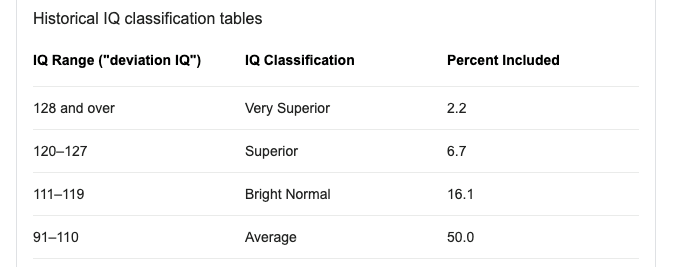 Historical IQ classification tables
IQ Range ("deviation IQ") IQ Classification Percent Included
128 and over Very Superior 2.2
120–127 Superior 6.7
111–119 Bright Normal 16.1
91–110 Average 50.0